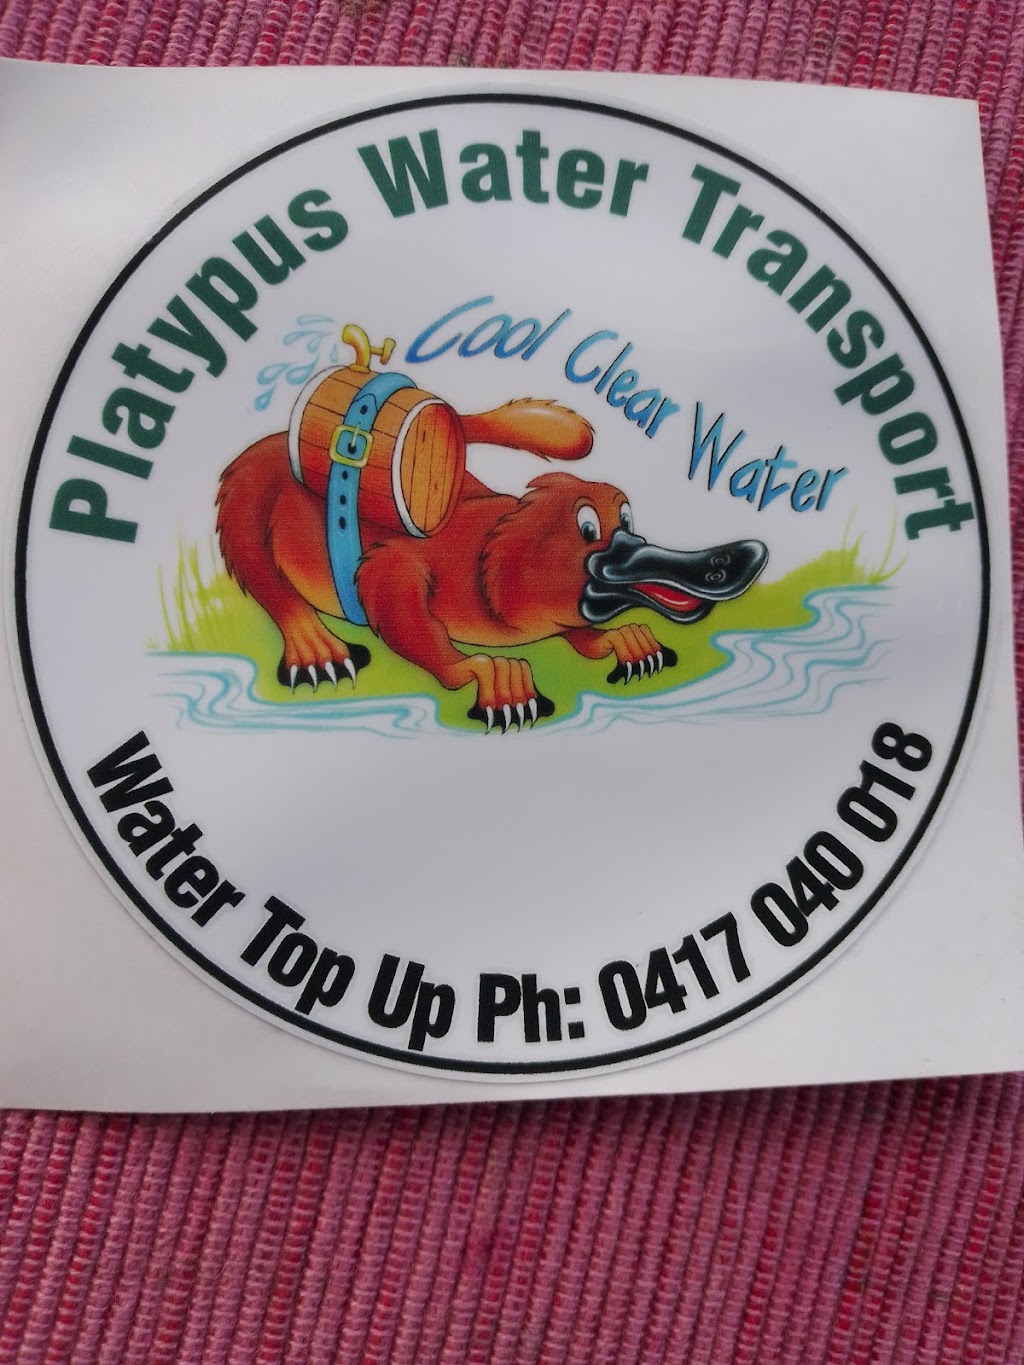 Platypus Water Transport
Cool Clear Water
Water Top Up Ph: 0417 040 018